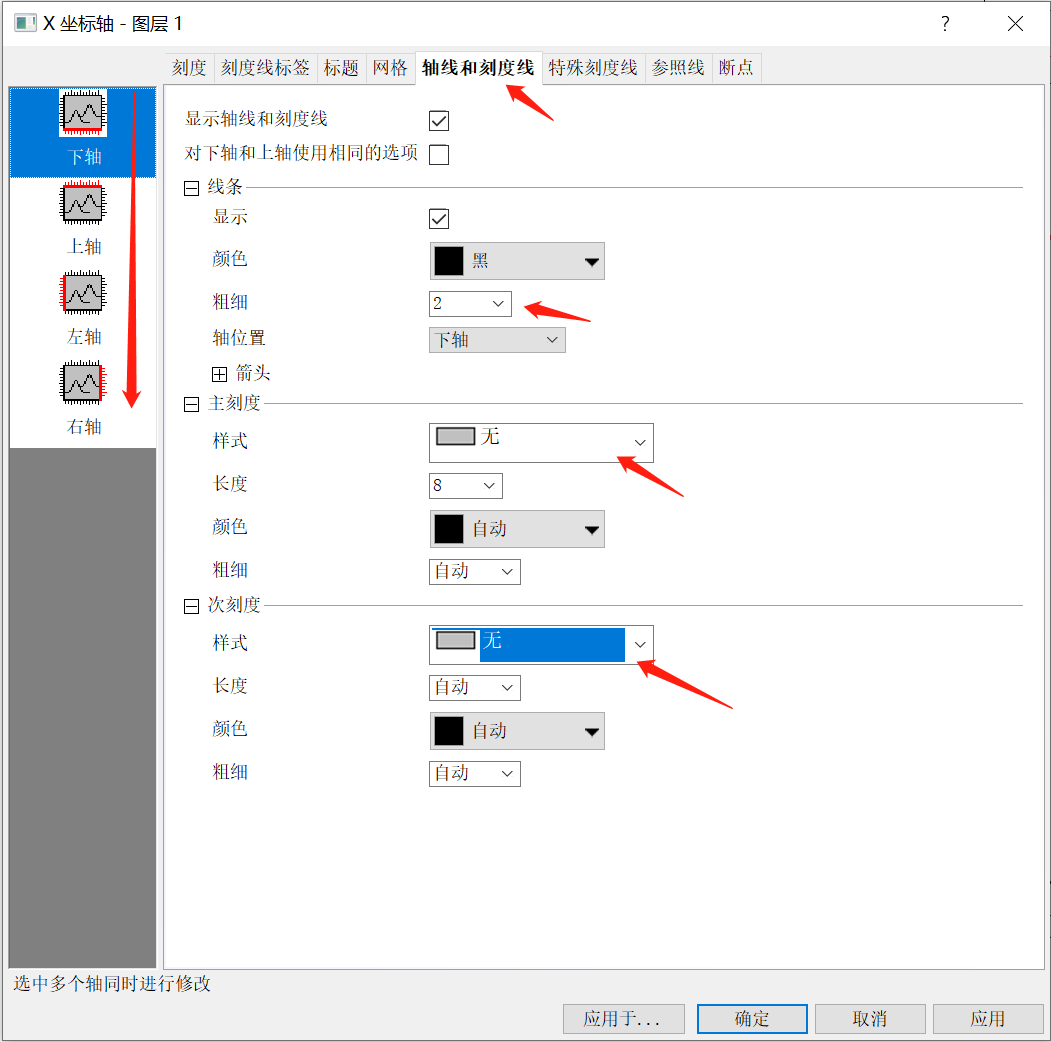 X 坐标轴 - 图层 1
?
刻度 刻度线标签 标题 网格 轴线和刻度线 特殊刻度线 参照线 断点
下轴
上轴
左轴
右轴
显示轴线和刻度线
对下轴和上轴使用相同的选项
线条
显示
颜色 黑
粗细 2
轴位置 下轴
箭头
主刻度
样式 无
长度 8
颜色 自动
粗细 自动
次刻度
样式 无
长度 自动
颜色 自动
粗细 自动
选中多个轴同时进行修改
应用于... 确定 取消 应用